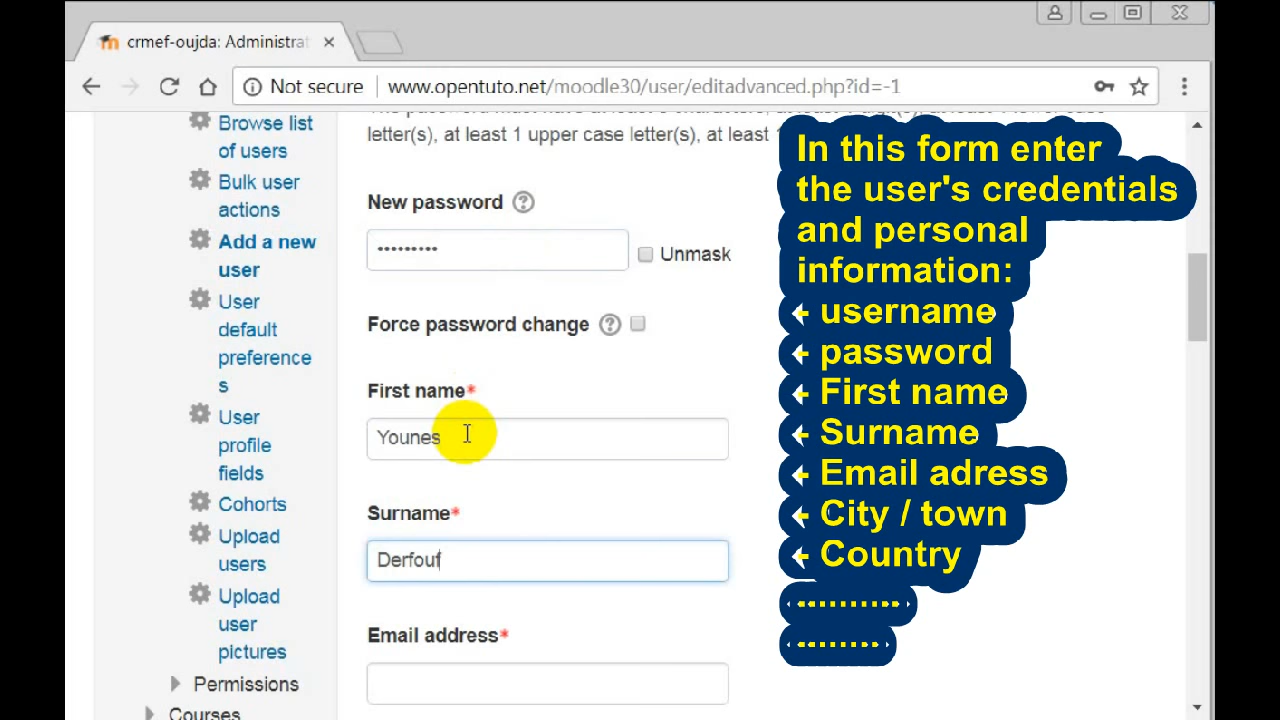 crmef-oujda: Administrat
Not secure
www.opentuto.net/moodle30/user/editadvanced.php?id=-1
Browse list
of users
Bulk user
actions
Add a new
user
User
default
preference
s
User
profile
fields
Cohorts
Upload
users
Upload
user
pictures
Permissions
Courses
letter(s), at least 1 upper case letter(s), at least 1
New password
•••••••••
Unmask
Force password change
First name*
Younes
Surname*
Derfouf
Email address*
In this form enter
the user's credentials
and personal
information:
- username
- password
- First name
- Surname
- Email adress
- City / town
- Country
-----------
---------